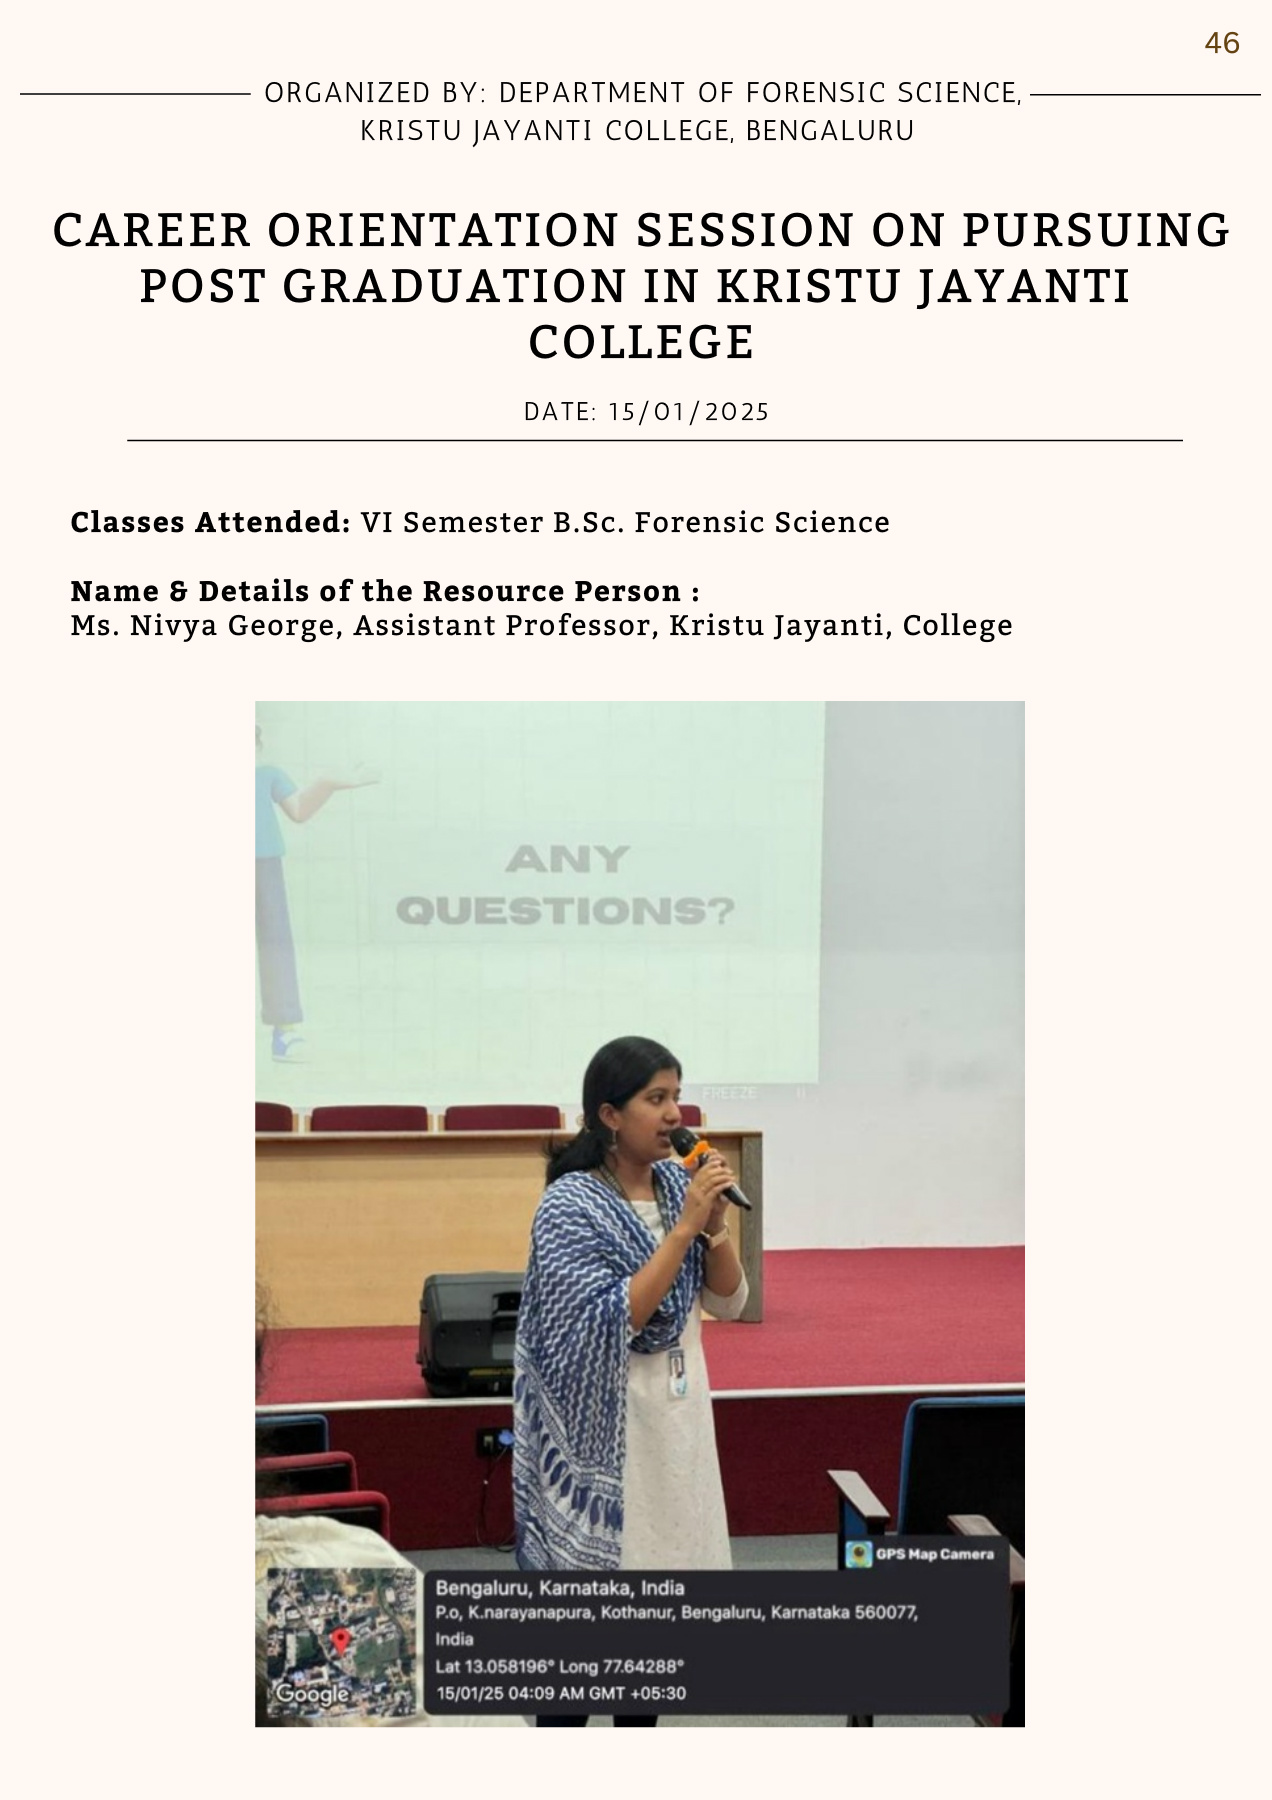 46
ORGANIZED BY: DEPARTMENT OF FORENSIC SCIENCE,
KRISTU JAYANTI COLLEGE, BENGALURU
CAREER ORIENTATION SESSION ON PURSUING
POST GRADUATION IN KRISTU JAYANTI
COLLEGE
DATE: 15/01/2025
Classes Attended: VI Semester B.Sc. Forensic Science
Name & Details of the Resource Person :
Ms. Nivya George, Assistant Professor, Kristu Jayanti, College
ANY
QUESTIONS?
FREEZE
GPS Map Camera
Bengaluru, Karnataka, India
P.o, K.narayanapura, Kothanur, Bengaluru, Karnataka 560077,
India
Lat 13.058196° Long 77.64288°
15/01/25 04:09 AM GMT +05:30
Google